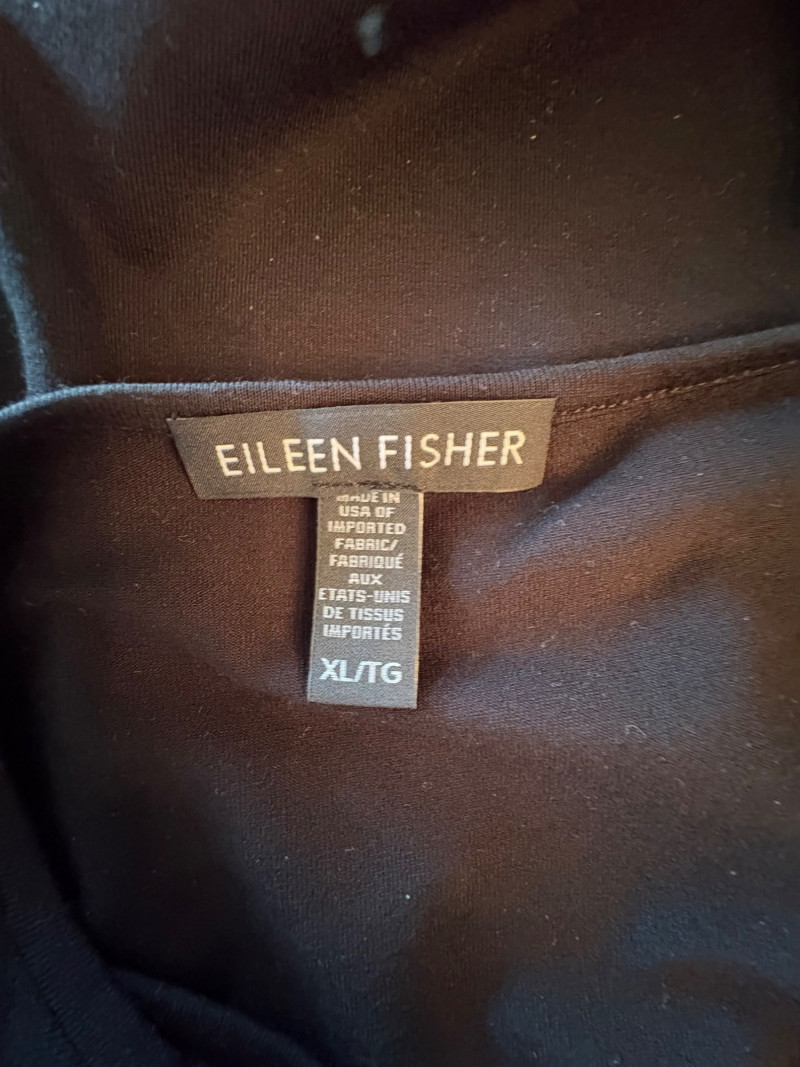 EILEEN FISHER
MADE IN
USA OF
IMPORTED
FABRIC/
FABRIQUÉ
AUX
ETATS-UNIS
DE TISSUS
IMPORTÉS
XL/TG